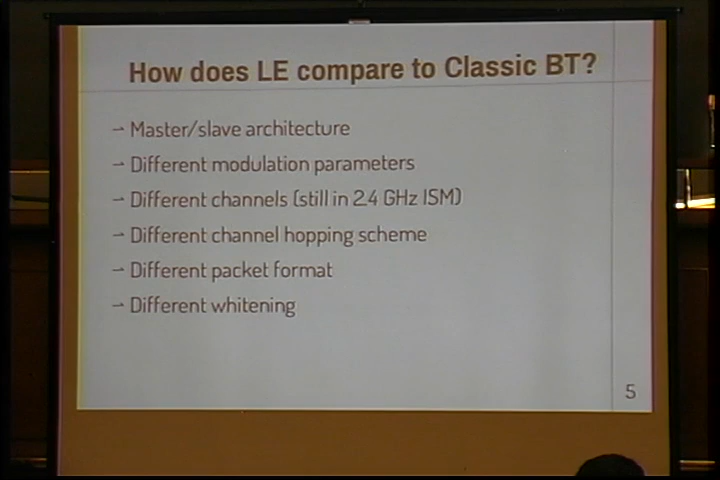 How does LE compare to Classic BT?
⇀ Master/slave architecture
⇀ Different modulation parameters
⇀ Different channels (still in 2.4 GHz ISM)
⇀ Different channel hopping scheme
⇀ Different packet format
⇀ Different whitening
5